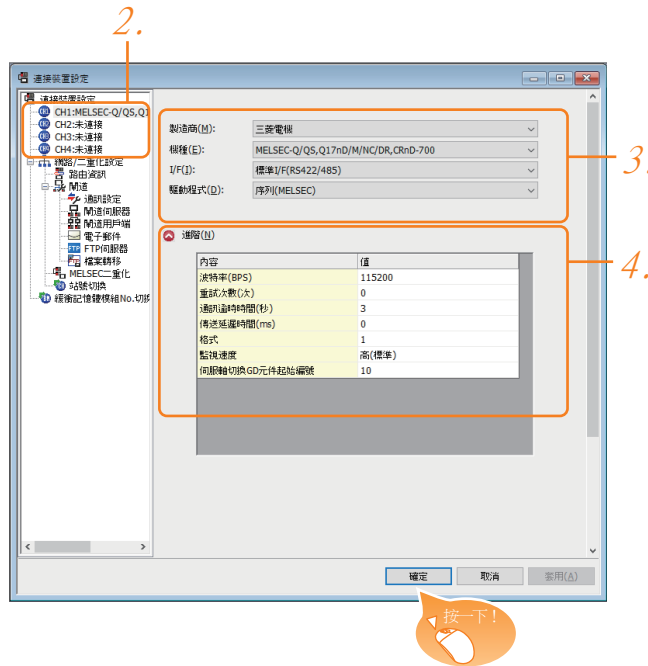 2.
連接裝置設定
連接裝置設定
CH1:MELSEC-Q/QS,Q1
CH2:未連接
CH3:未連接
CH4:未連接
網路/二重化設定
路由資訊
閘道
通訊設定
閘道伺服器
閘道用戶端
電子郵件
FTP伺服器
檔案轉移
MELSEC二重化
站號切換
緩衝記憶體模組No.切換
製造商(M):
三菱電機
機種(E):
MELSEC-Q/QS,Q17nD/M/NC/DR,CRnD-700
I/F(I):
標準I/F(RS422/485)
驅動程式(D):
序列(MELSEC)
3.
進階(N)
4.
內容 值
波特率(BPS) 115200
重試次數(次) 0
通訊逾時時間(秒) 3
傳送延遲時間(ms) 0
格式 1
監視速度 高(標準)
伺服軸切換GD元件起始編號 10
確定 取消 套用(A)
按一下!